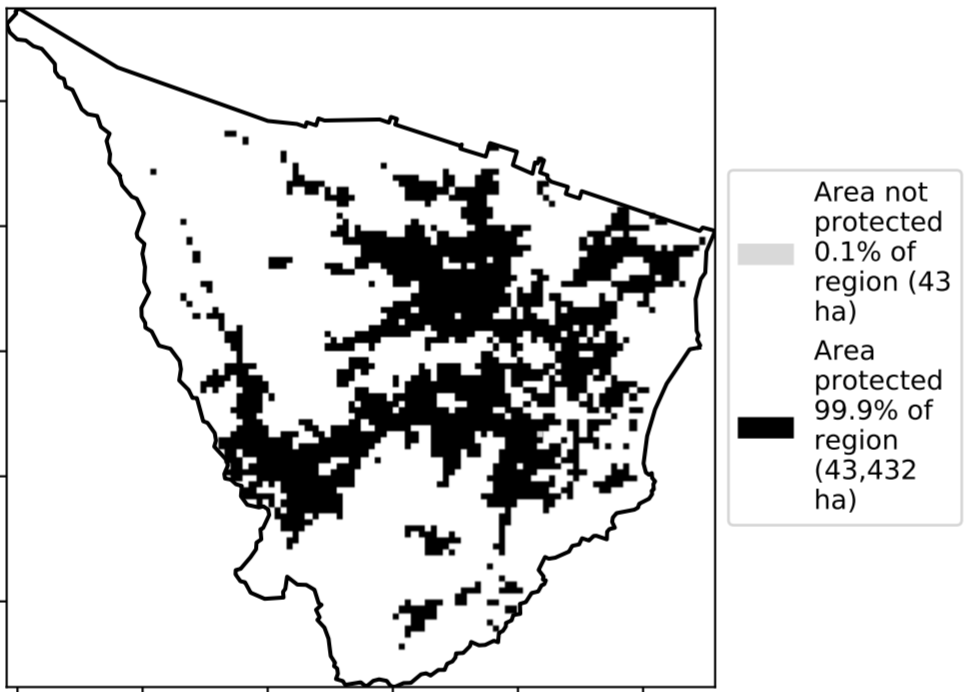 Area not
protected
0.1% of
region (43
ha)
Area
protected
99.9% of
region
(43,432
ha)